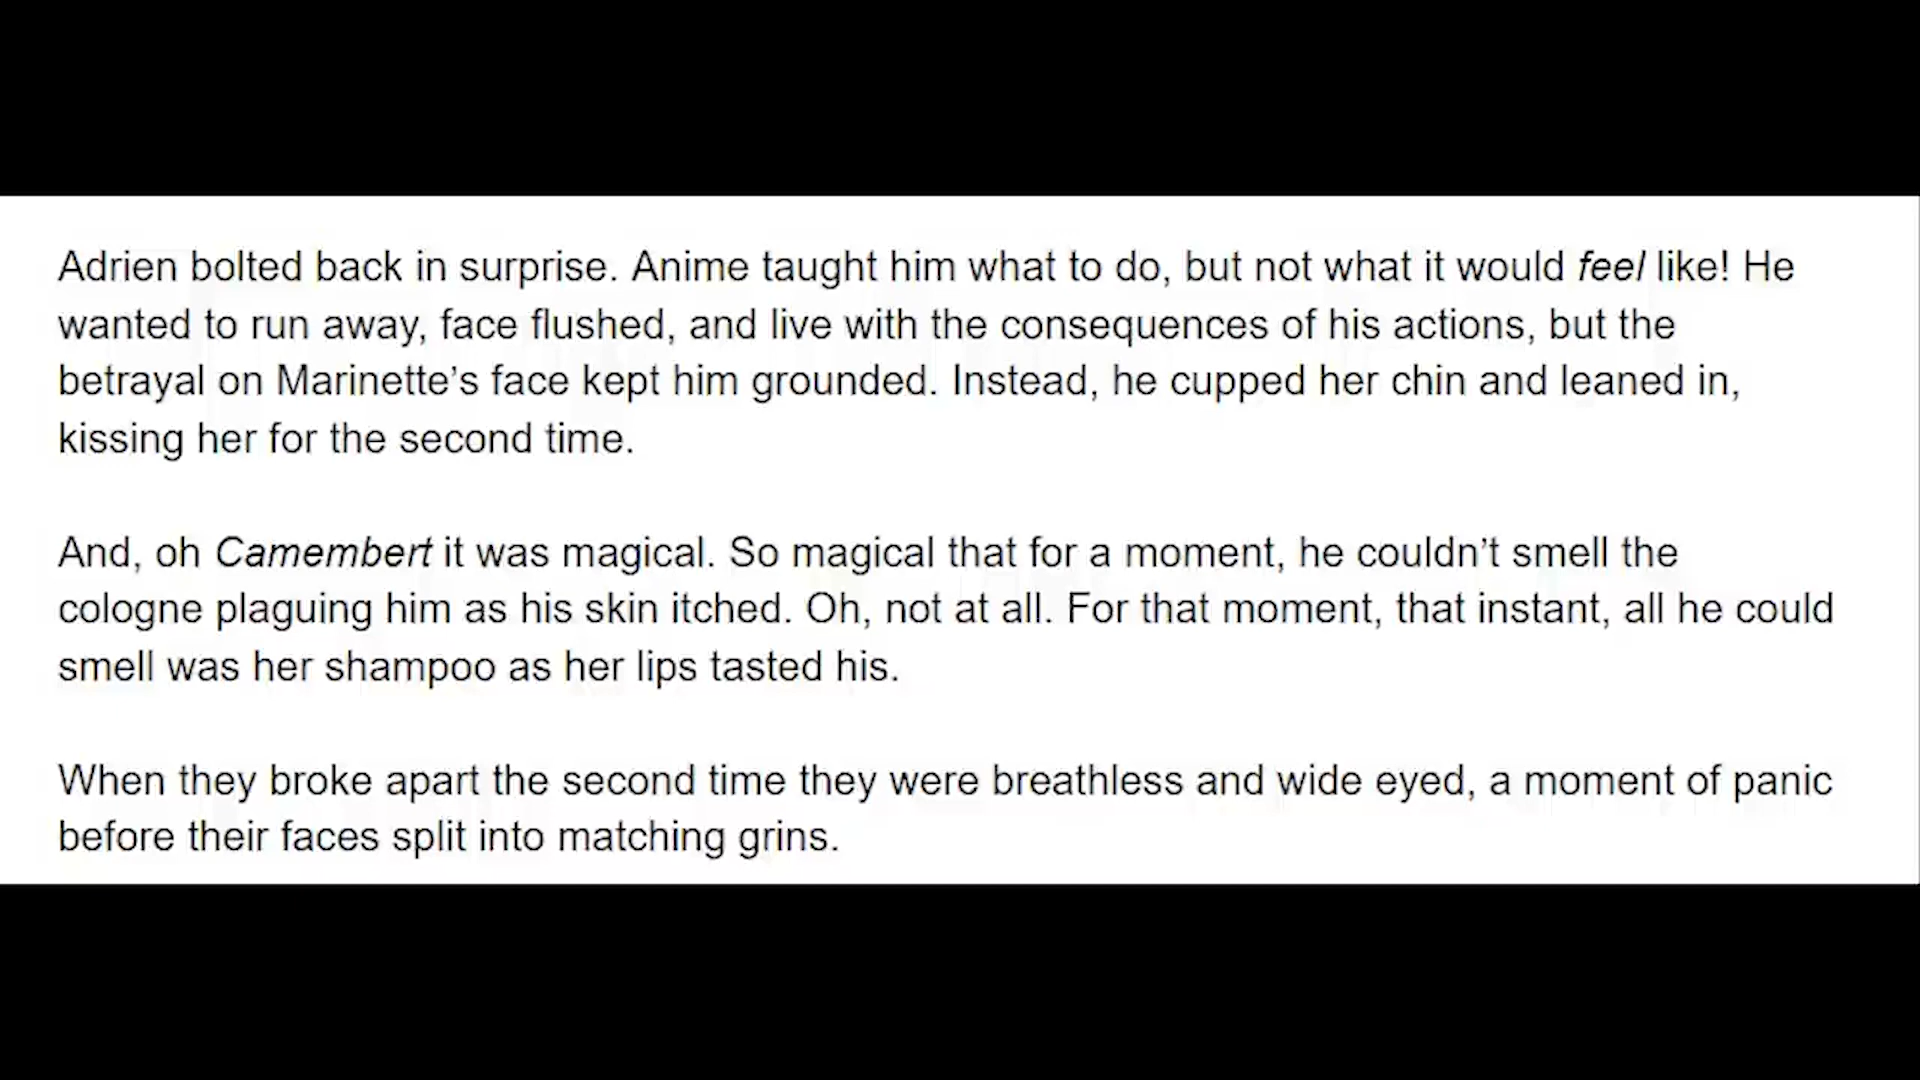 Adrien bolted back in surprise. Anime taught him what to do, but not what it would feel like! He
wanted to run away, face flushed, and live with the consequences of his actions, but the
betrayal on Marinette’s face kept him grounded. Instead, he cupped her chin and leaned in,
kissing her for the second time.
And, oh Camembert it was magical. So magical that for a moment, he couldn’t smell the
cologne plaguing him as his skin itched. Oh, not at all. For that moment, that instant, all he could
smell was her shampoo as her lips tasted his.
When they broke apart the second time they were breathless and wide eyed, a moment of panic
before their faces split into matching grins.